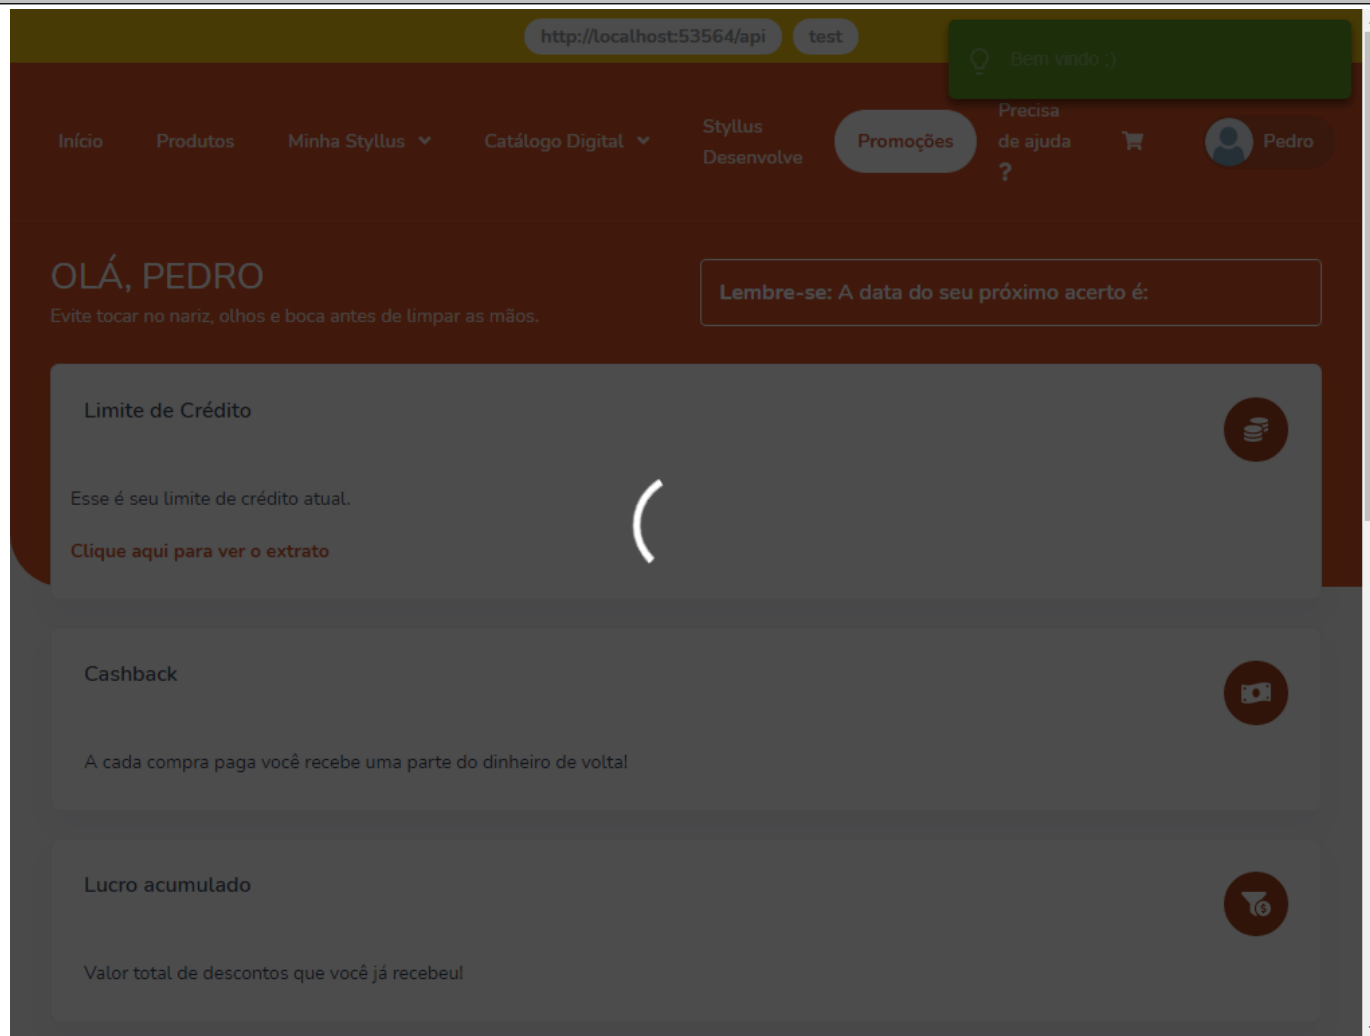 http://localhost:53564/api test
Bem vindo :)
Início Produtos Minha Styllus Catálogo Digital Styllus Desenvolve Promoções Precisa de ajuda ? Pedro
OLÁ, PEDRO
Evite tocar no nariz, olhos e boca antes de limpar as mãos.
Lembre-se: A data do seu próximo acerto é:
Limite de Crédito
Esse é seu limite de crédito atual.
Clique aqui para ver o extrato
Cashback
A cada compra paga você recebe uma parte do dinheiro de volta!
Lucro acumulado
Valor total de descontos que você já recebeu!